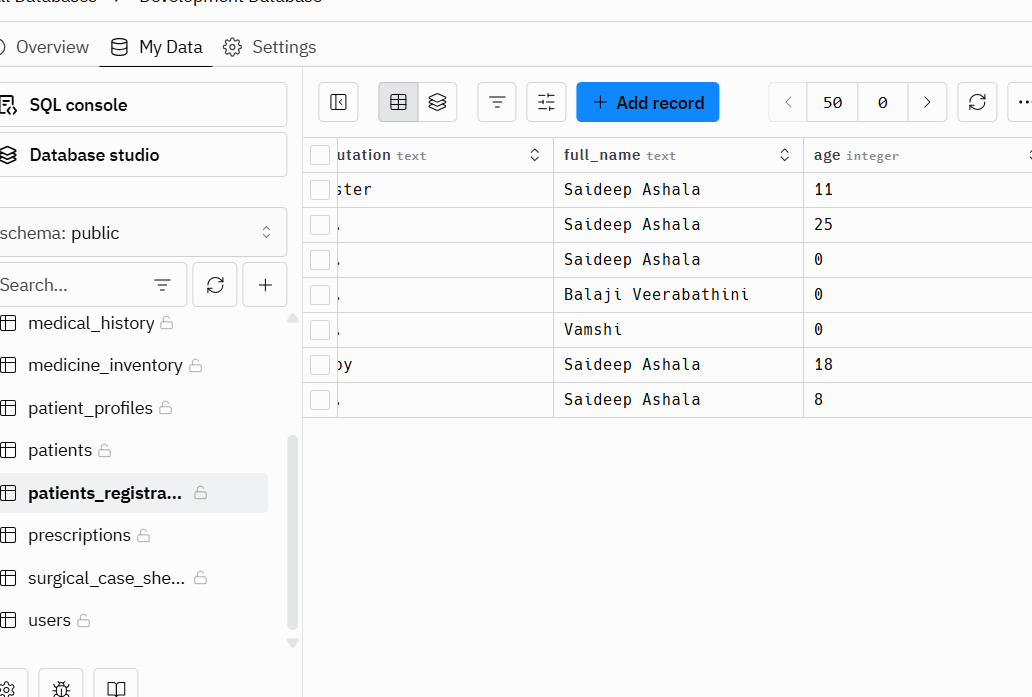 Overview My Data Settings
SQL console
Database studio
schema: public
Search...
medical_history
medicine_inventory
patient_profiles
patients
patients_registra...
prescriptions
surgical_case_she...
users
+ Add record 50 0
utation text full_name text age integer
ster Saideep Ashala 11
. Saideep Ashala 25
. Saideep Ashala 0
. Balaji Veerabathini 0
. Vamshi 0
by Saideep Ashala 18
. Saideep Ashala 8